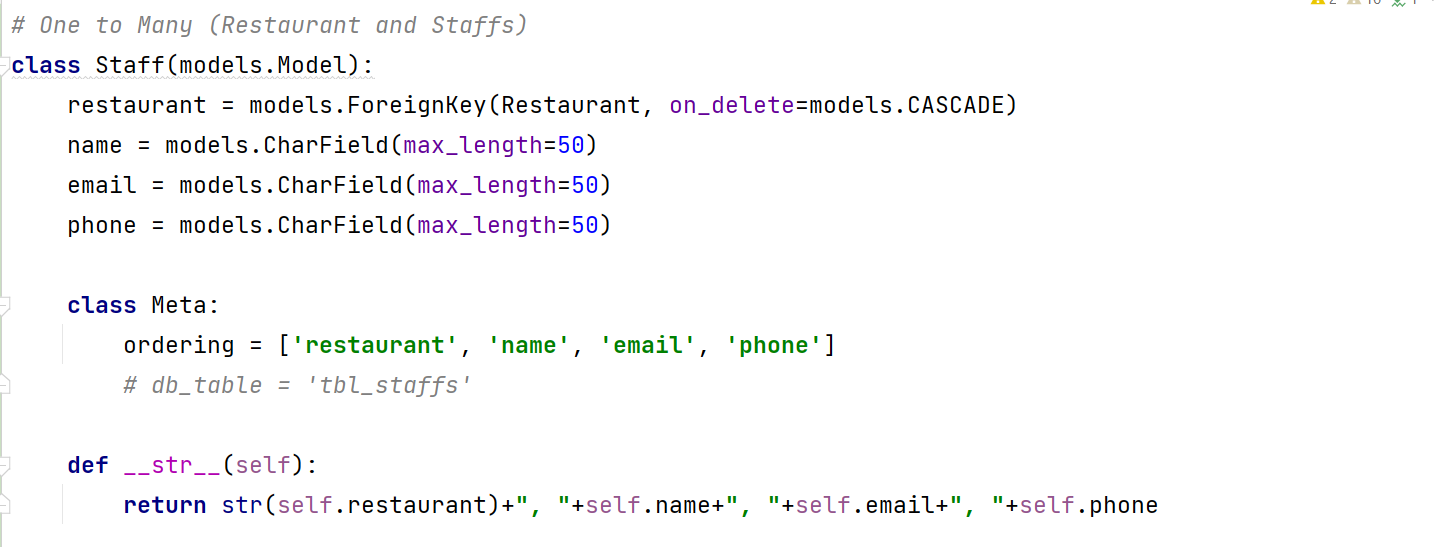 # One to Many (Restaurant and Staffs)
class Staff(models.Model):
    restaurant = models.ForeignKey(Restaurant, on_delete=models.CASCADE)
    name = models.CharField(max_length=50)
    email = models.CharField(max_length=50)
    phone = models.CharField(max_length=50)
    class Meta:
        ordering = ['restaurant', 'name', 'email', 'phone']
        # db_table = 'tbl_staffs'
    def __str__(self):
        return str(self.restaurant)+", "+self.name+", "+self.email+", "+self.phone